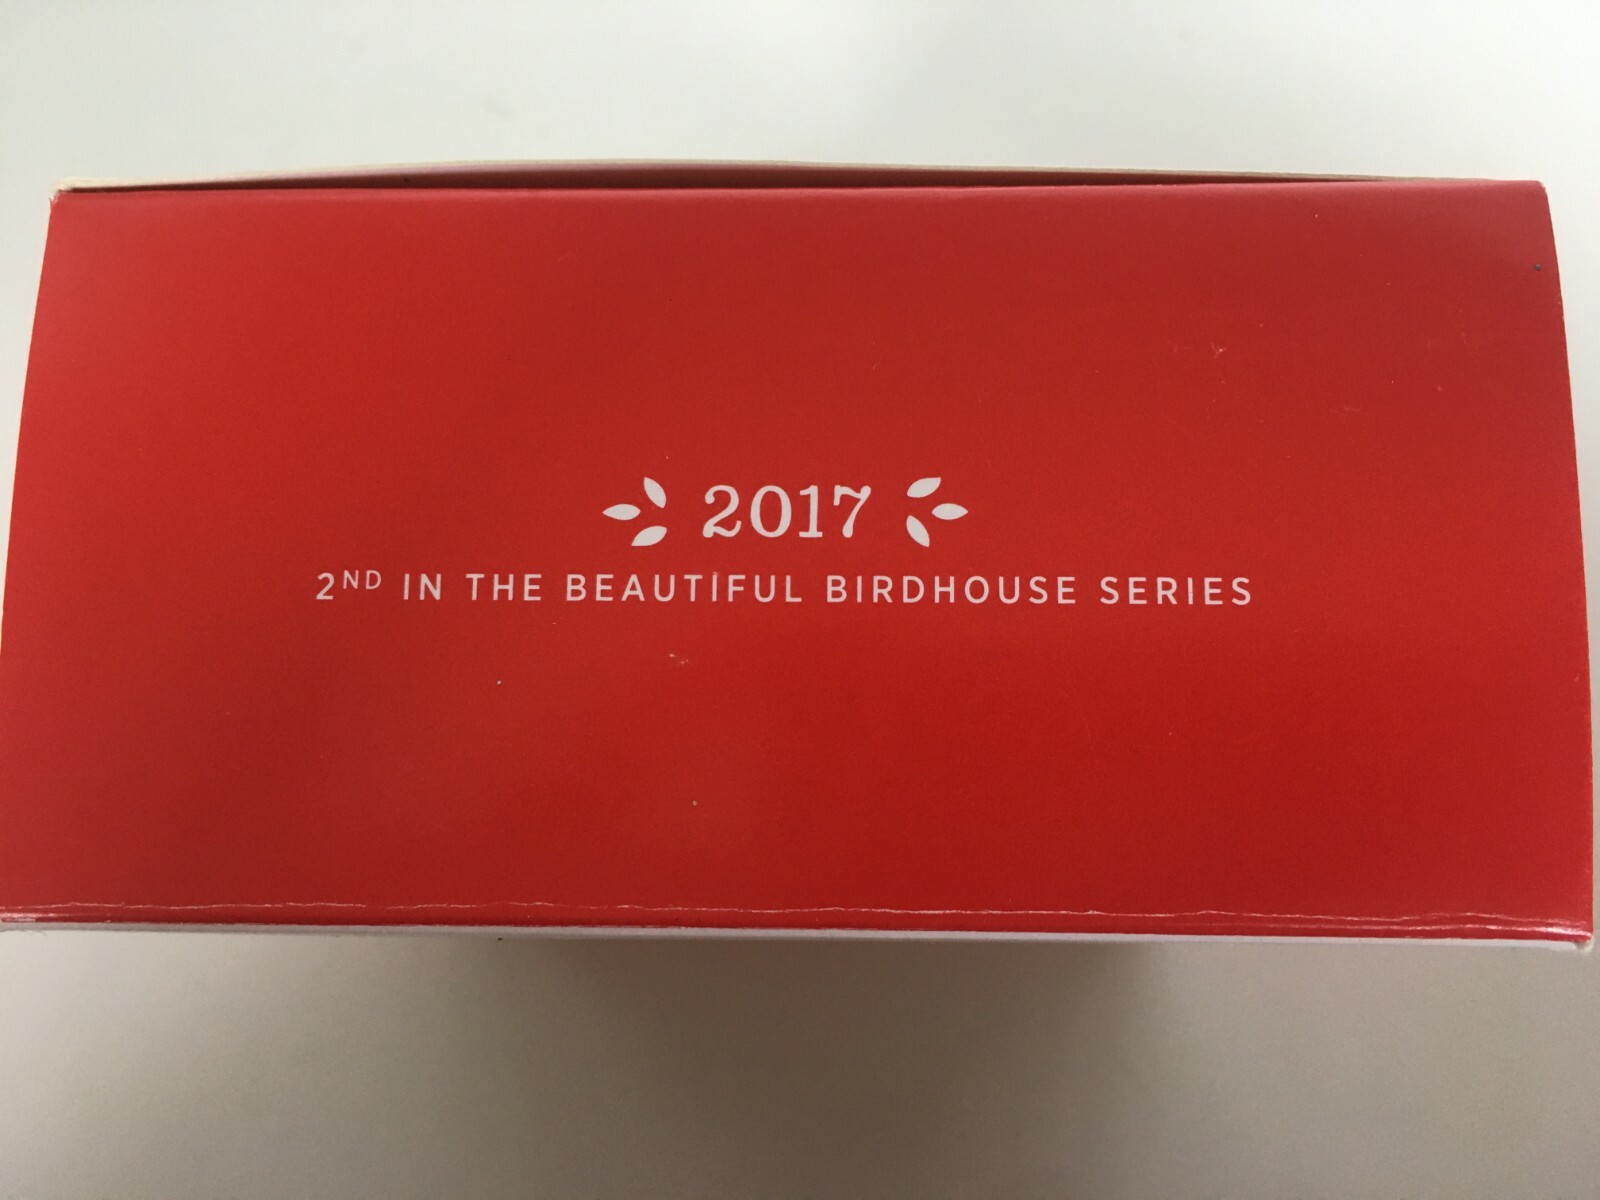 2017
2ND IN THE BEAUTIFUL BIRDHOUSE SERIES